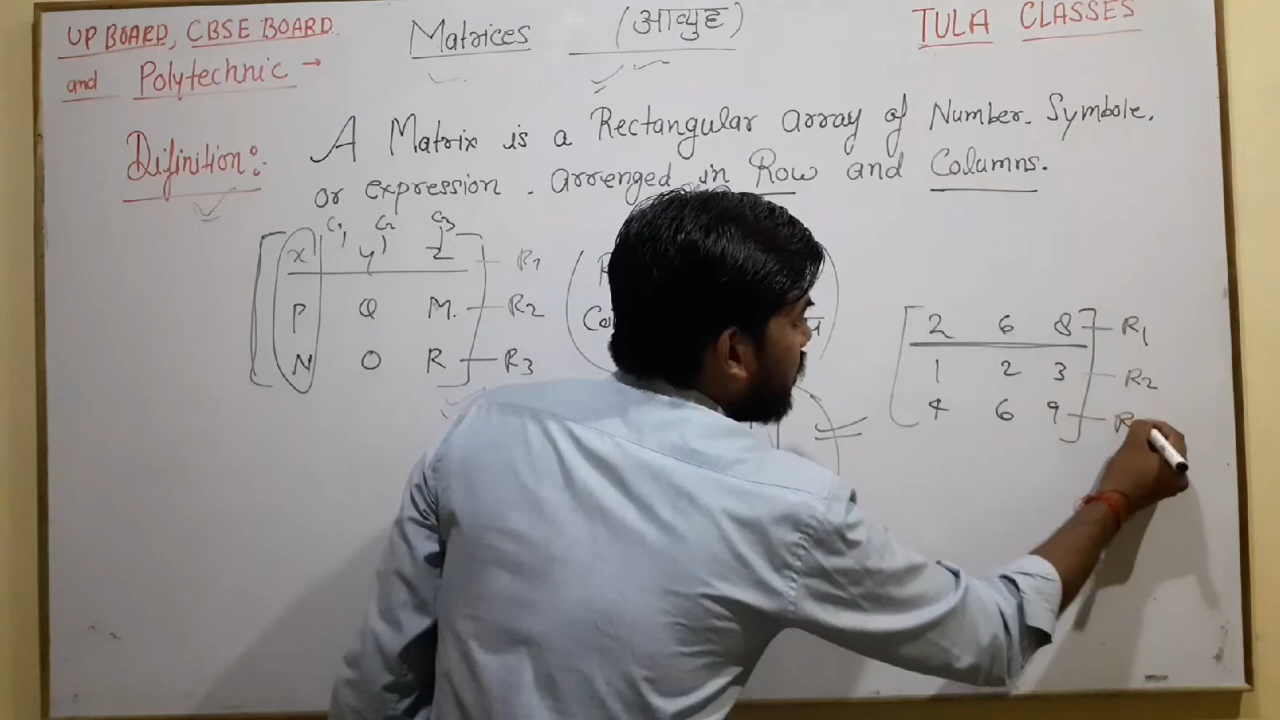 UP BOARD, CBSE BOARD. Matrices (आव्युह) TULA CLASSES
and Polytechnic →
Difinition:- A Matrix is a Rectangular array of Number. Symbole.
or expression. arrenged in Row and Columns.
C1 C2 C3
x y z R1
P Q M. R2
N O R R3
2 6 8 R1
1 2 3 R2
4 6 9 R